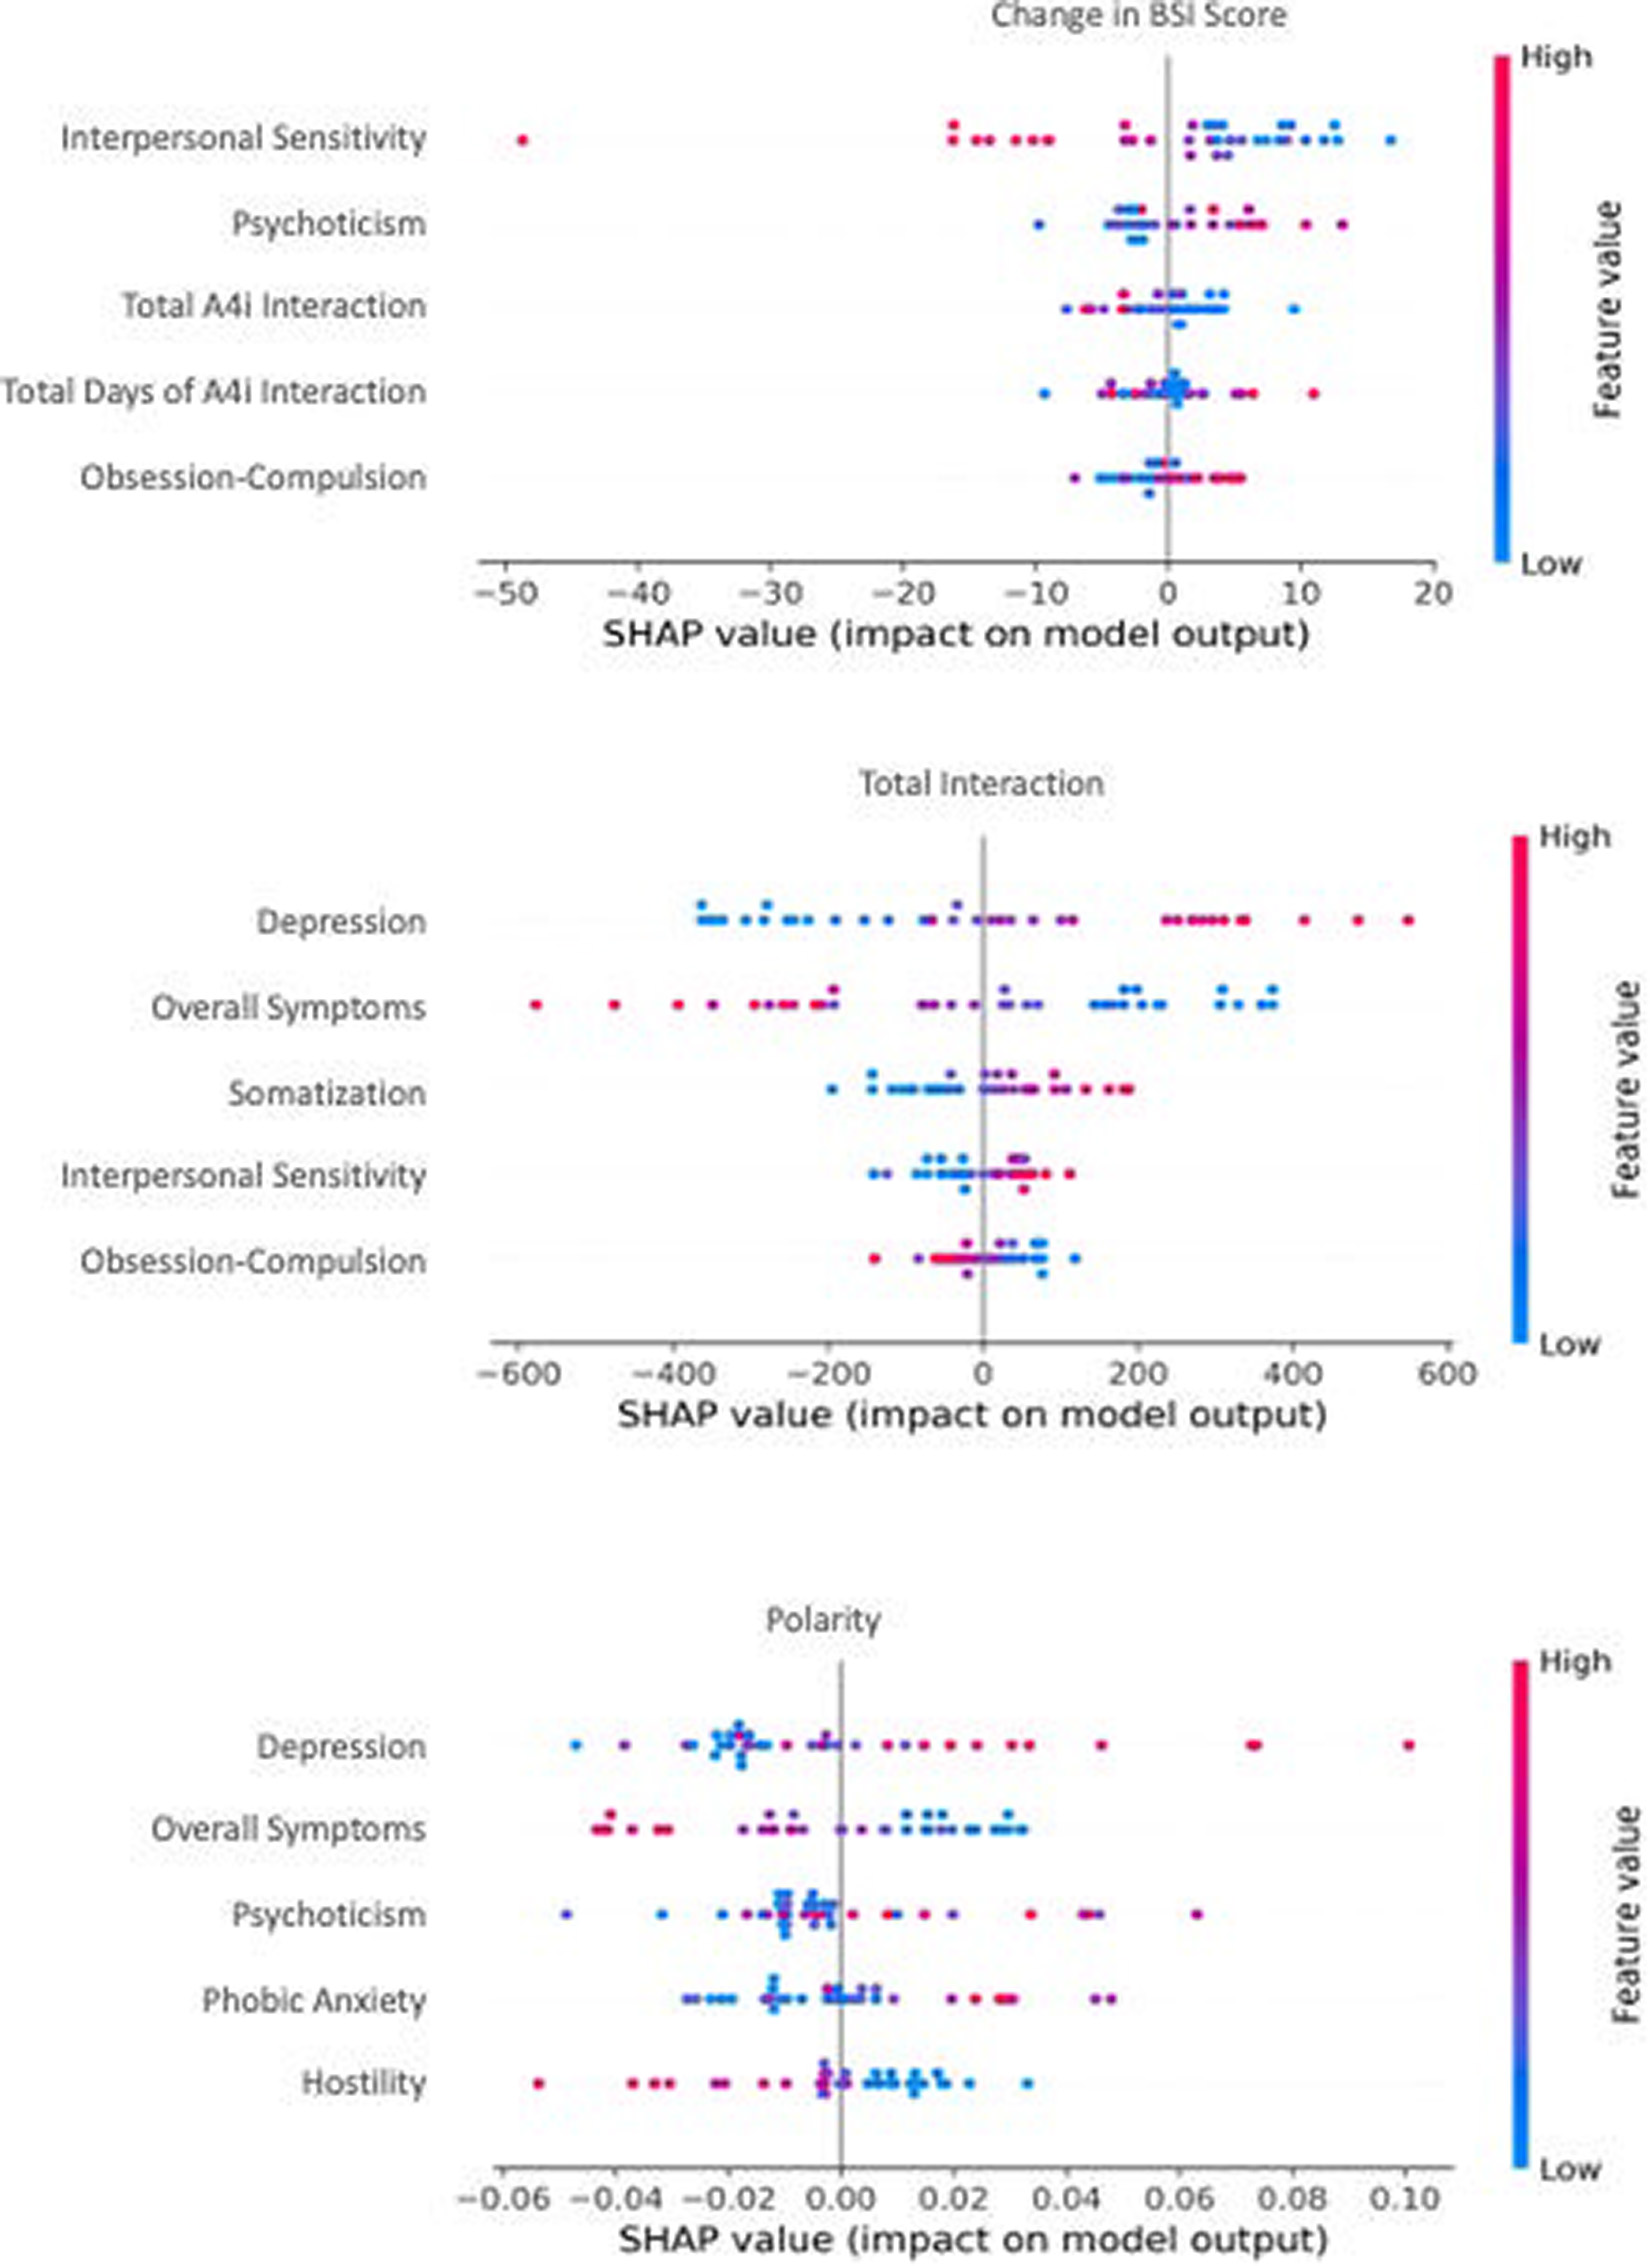 Change in BSI Score
High
Interpersonal Sensitivity
Psychoticism
Total A4i Interaction
Total Days of A4i Interaction
Obsession-Compulsion
Feature value
Low
−50 −40 −30 −20 −10 0 10 20
SHAP value (impact on model output)
Total Interaction
High
Depression
Overall Symptoms
Somatization
Interpersonal Sensitivity
Obsession-Compulsion
Feature value
Low
−600 −400 −200 0 200 400 600
SHAP value (impact on model output)
Polarity
High
Depression
Overall Symptoms
Psychoticism
Phobic Anxiety
Hostility
Feature value
Low
−0.06 −0.04 −0.02 0.00 0.02 0.04 0.06 0.08 0.10
SHAP value (impact on model output)